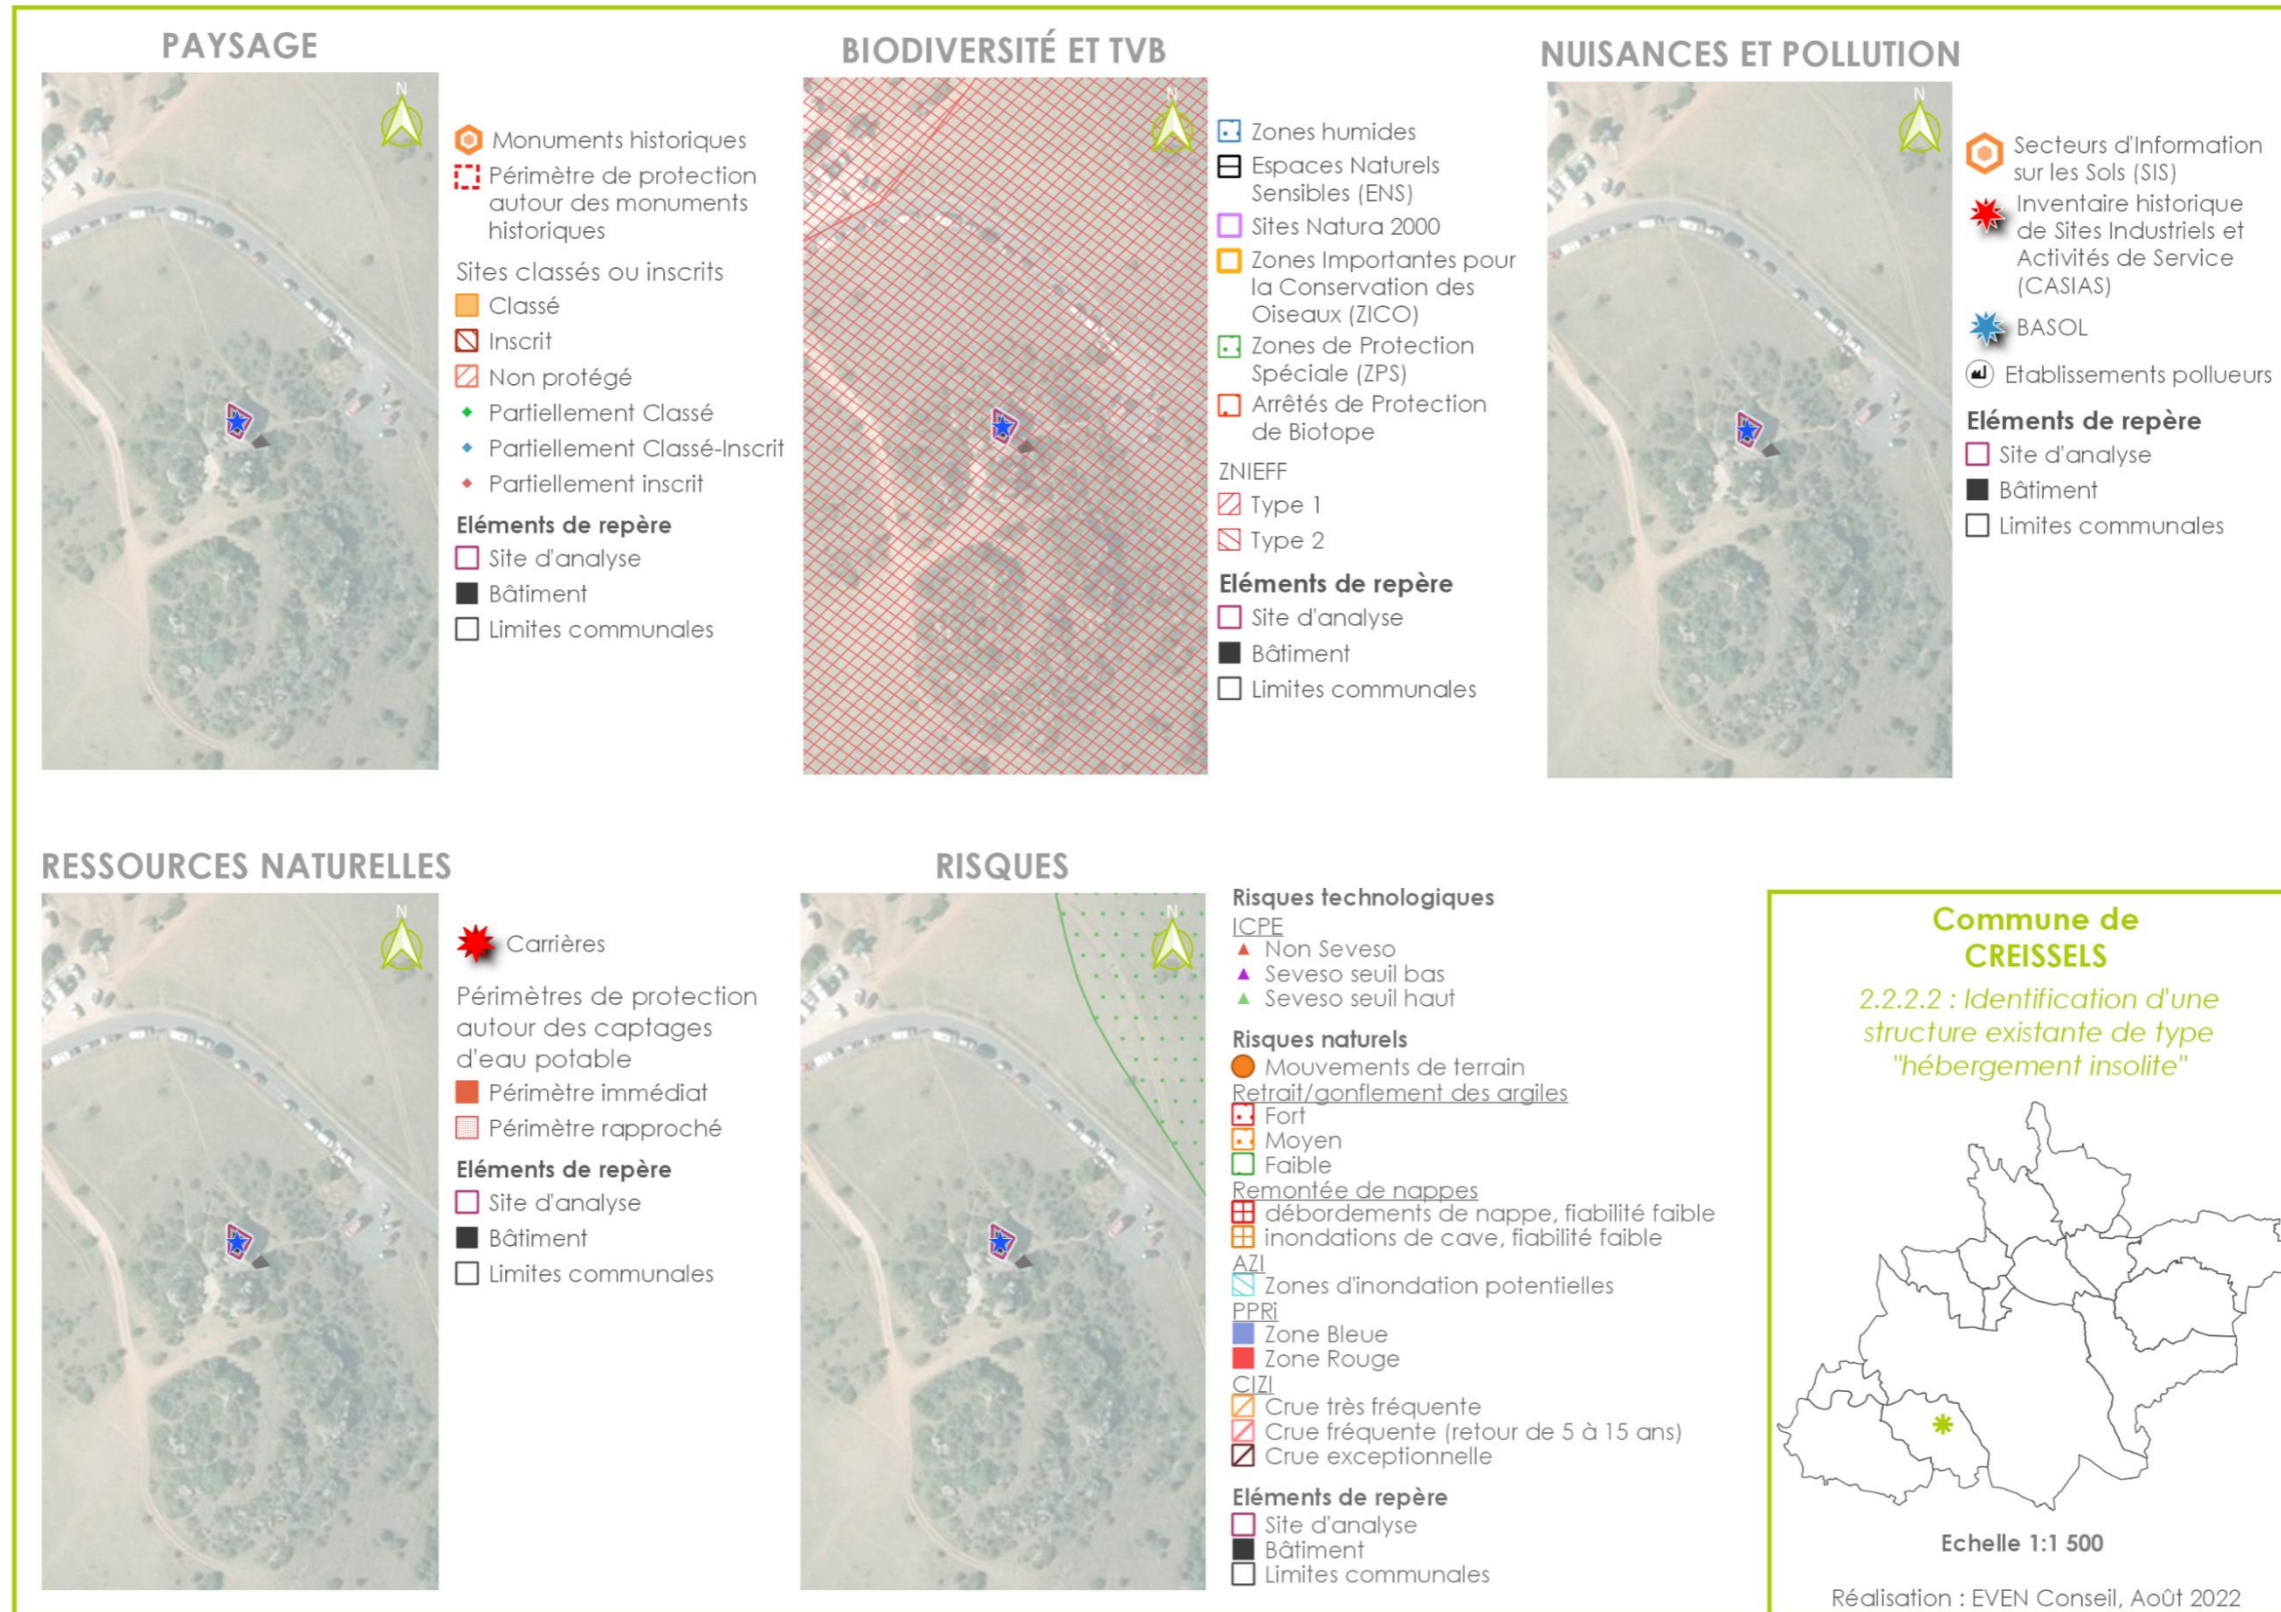 PAYSAGE
N
Monuments historiques
Périmètre de protection
autour des monuments
historiques
Sites classés ou inscrits
Classé
Inscrit
Non protégé
Partiellement Classé
Partiellement Classé-Inscrit
Partiellement inscrit
Eléments de repère
Site d'analyse
Bâtiment
Limites communales
BIODIVERSITÉ ET TVB
N
Zones humides
Espaces Naturels
Sensibles (ENS)
Sites Natura 2000
Zones Importantes pour
la Conservation des
Oiseaux (ZICO)
Zones de Protection
Spéciale (ZPS)
Arrêtés de Protection
de Biotope
ZNIEFF
Type 1
Type 2
Eléments de repère
Site d'analyse
Bâtiment
Limites communales
NUISANCES ET POLLUTION
N
Secteurs d'Information
sur les Sols (SIS)
Inventaire historique
de Sites Industriels et
Activités de Service
(CASIAS)
BASOL
Etablissements pollueurs
Eléments de repère
Site d'analyse
Bâtiment
Limites communales
RESSOURCES NATURELLES
N
Carrières
Périmètres de protection
autour des captages
d'eau potable
Périmètre immédiat
Périmètre rapproché
Eléments de repère
Site d'analyse
Bâtiment
Limites communales
RISQUES
N
Risques technologiques
ICPE
Non Seveso
Seveso seuil bas
Seveso seuil haut
Risques naturels
Mouvements de terrain
Retrait/gonflement des argiles
Fort
Moyen
Faible
Remontée de nappes
débordements de nappe, fiabilité faible
inondations de cave, fiabilité faible
AZI
Zones d'inondation potentielles
PPRi
Zone Bleue
Zone Rouge
CIZI
Crue très fréquente
Crue fréquente (retour de 5 à 15 ans)
Crue exceptionnelle
Eléments de repère
Site d'analyse
Bâtiment
Limites communales
Commune de
CREISSELS
2.2.2.2 : Identification d'une
structure existante de type
"hébergement insolite"
Echelle 1:1 500
Réalisation : EVEN Conseil, Août 2022